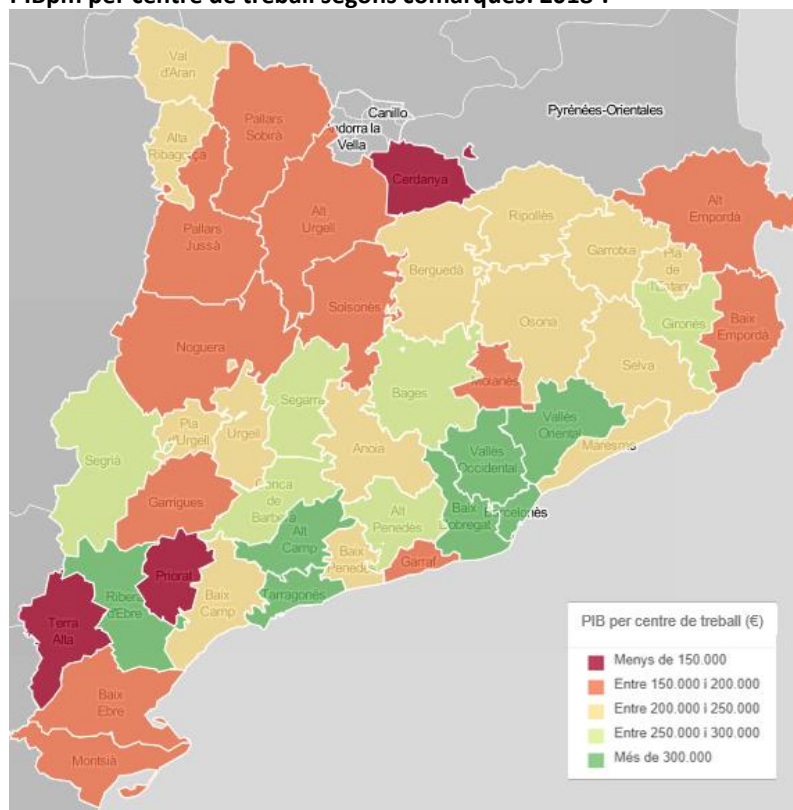 PIBpm per centre de treball segons comarques. 2018 .
Val
d'Aran
Pallars
Sobirà
Canillo
Andorra la
Vella
Pyrénées-Orientales
Alta
Ribagorça
Cerdanya
Alt
Urgell
Ripollès
Alt
Empordà
Pallars
Jussà
Berguedà
Garrotxa
Pla
de
l'Estany
Solsonès
Gironès
Baix
Empordà
Noguera
Osona
Selva
Moianès
Bages
Segarra
Pla
d'Urgell
Urgell
Anoia
Vallès
Oriental
Maresme
Segrià
Vallès
Occidental
Garrigues
Conca
de
Barberà
Alt
Camp
Alt
Penedès
Baix
Llobregat
Barcelonès
Baix
Penedès
Garraf
Priorat
Ribera
d'Ebre
Baix
Camp
Tarragonès
Terra
Alta
Baix
Ebre
Montsià
PIB per centre de treball (€)
Menys de 150.000
Entre 150.000 i 200.000
Entre 200.000 i 250.000
Entre 250.000 i 300.000
Més de 300.000